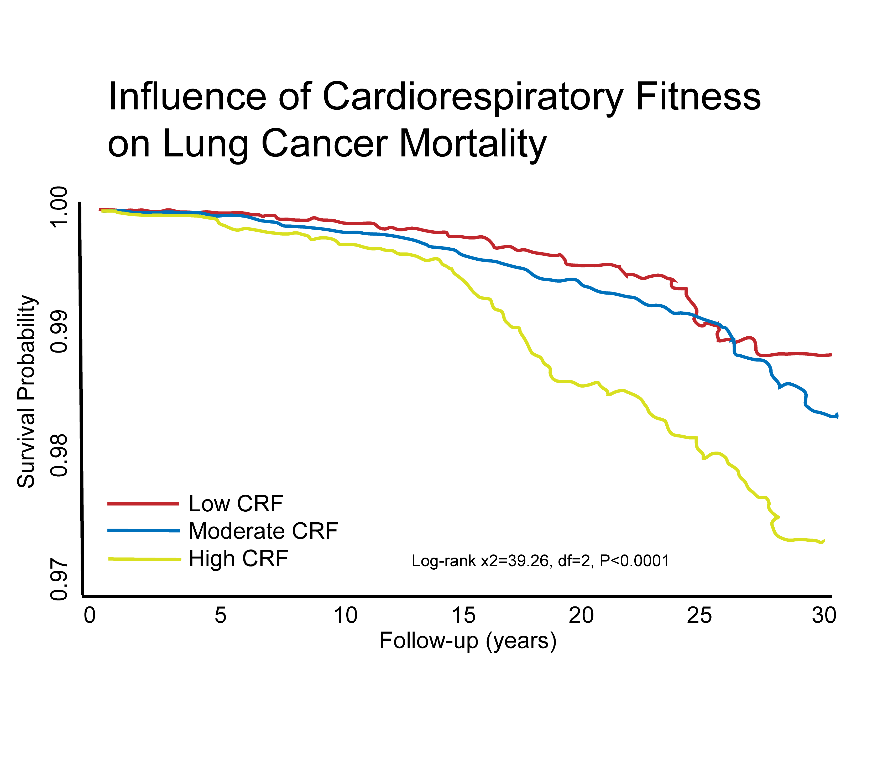 Influence of Cardiorespiratory Fitness
on Lung Cancer Mortality
1.00
0.99
0.98
0.97
Survival Probability
Low CRF
Moderate CRF
High CRF
Log-rank x2=39.26, df=2, P<0.0001
0 5 10 15 20 25 30
Follow-up (years)